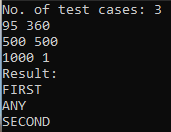 No. of test cases: 3
95 360
500 500
1000 1
Result:
FIRST
ANY
SECOND